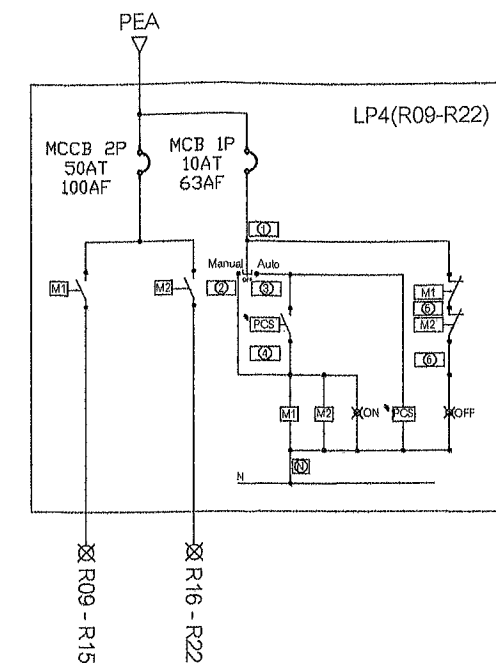 PEA
LP4(R09-R22)
MCCB 2P
50AT
100AF
MCB 1P
10AT
63AF
1
Manual
Auto
2
3
M1
M2
M1
5
PCS
M2
4
6
M1
M2
ON
PCS
OFF
N
N
R09 - R15
R16 - R22